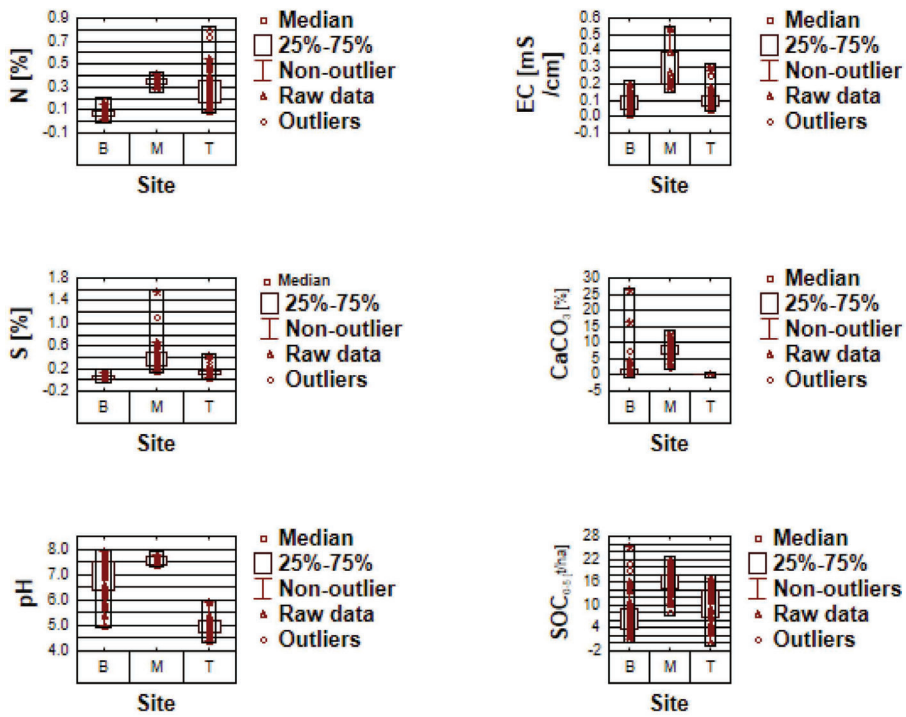 N [%]
0.9
0.7
0.5
0.3
0.1
-0.1
B M T
Site
Median
25%-75%
Non-outlier
Raw data
Outliers
EC [mS
/cm]
0.6
0.5
0.4
0.3
0.2
0.1
0.0
-0.1
B M T
Site
Median
25%-75%
Non-outlier
Raw data
Outliers
S [%]
1.8
1.4
1.0
0.6
0.2
-0.2
B M T
Site
Median
25%-75%
Non-outlier
Raw data
Outliers
CaCO₃ [%]
30
25
20
15
10
5
0
-5
B M T
Site
Median
25%-75%
Non-outlier
Raw data
Outliers
pH
8.0
7.0
6.0
5.0
4.0
B M T
Site
Median
25%-75%
Non-outlier
Raw data
Outliers
SOC₀₋₅ [t/ha]
28
22
16
10
4
-2
B M T
Site
Median
25%-75%
Non-outliers
Raw data
Outliers